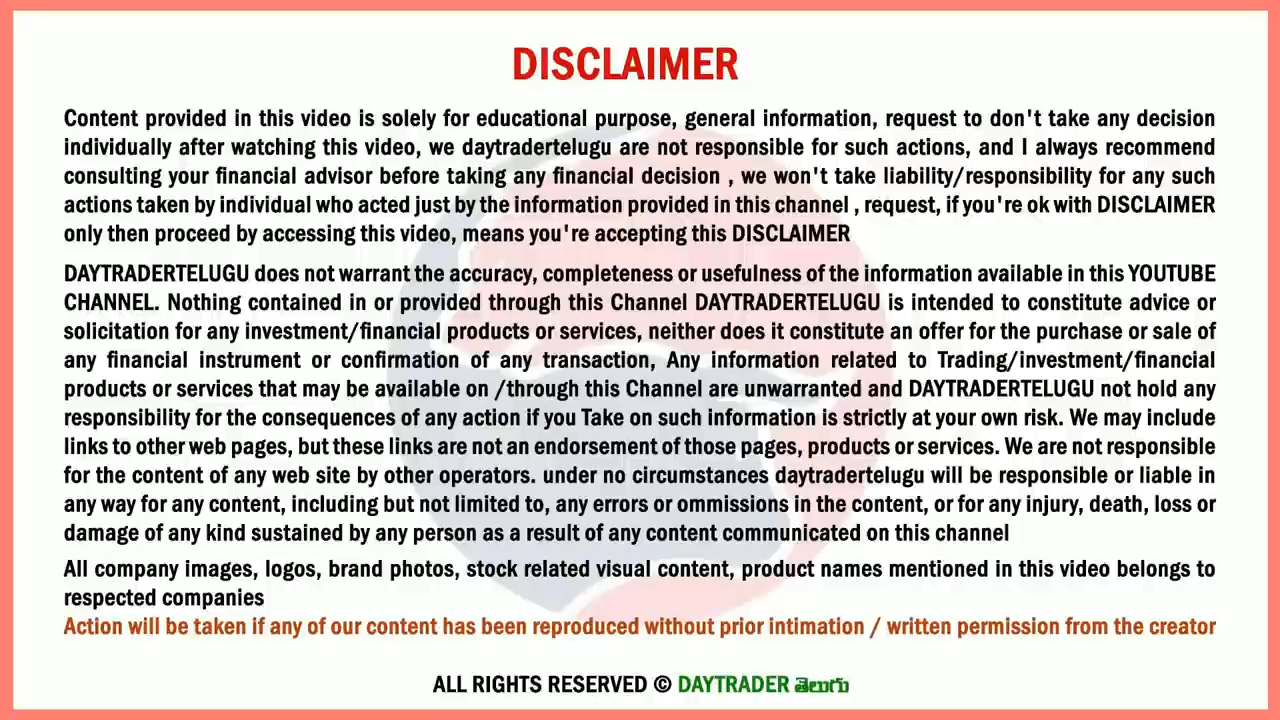 DISCLAIMER
Content provided in this video is solely for educational purpose, general information, request to don't take any decision
individually after watching this video, we daytradertelugu are not responsible for such actions, and I always recommend
consulting your financial advisor before taking any financial decision , we won't take liability/responsibility for any such
actions taken by individual who acted just by the information provided in this channel , request, if you're ok with DISCLAIMER
only then proceed by accessing this video, means you're accepting this DISCLAIMER
DAYTRADERTELUGU does not warrant the accuracy, completeness or usefulness of the information available in this YOUTUBE
CHANNEL. Nothing contained in or provided through this Channel DAYTRADERTELUGU is intended to constitute advice or
solicitation for any investment/financial products or services, neither does it constitute an offer for the purchase or sale of
any financial instrument or confirmation of any transaction, Any information related to Trading/investment/financial
products or services that may be available on /through this Channel are unwarranted and DAYTRADERTELUGU not hold any
responsibility for the consequences of any action if you Take on such information is strictly at your own risk. We may include
links to other web pages, but these links are not an endorsement of those pages, products or services. We are not responsible
for the content of any web site by other operators. under no circumstances daytradertelugu will be responsible or liable in
any way for any content, including but not limited to, any errors or ommissions in the content, or for any injury, death, loss or
damage of any kind sustained by any person as a result of any content communicated on this channel
All company images, logos, brand photos, stock related visual content, product names mentioned in this video belongs to
respected companies
Action will be taken if any of our content has been reproduced without prior intimation / written permission from the creator
ALL RIGHTS RESERVED © DAYTRADER తెలుగు